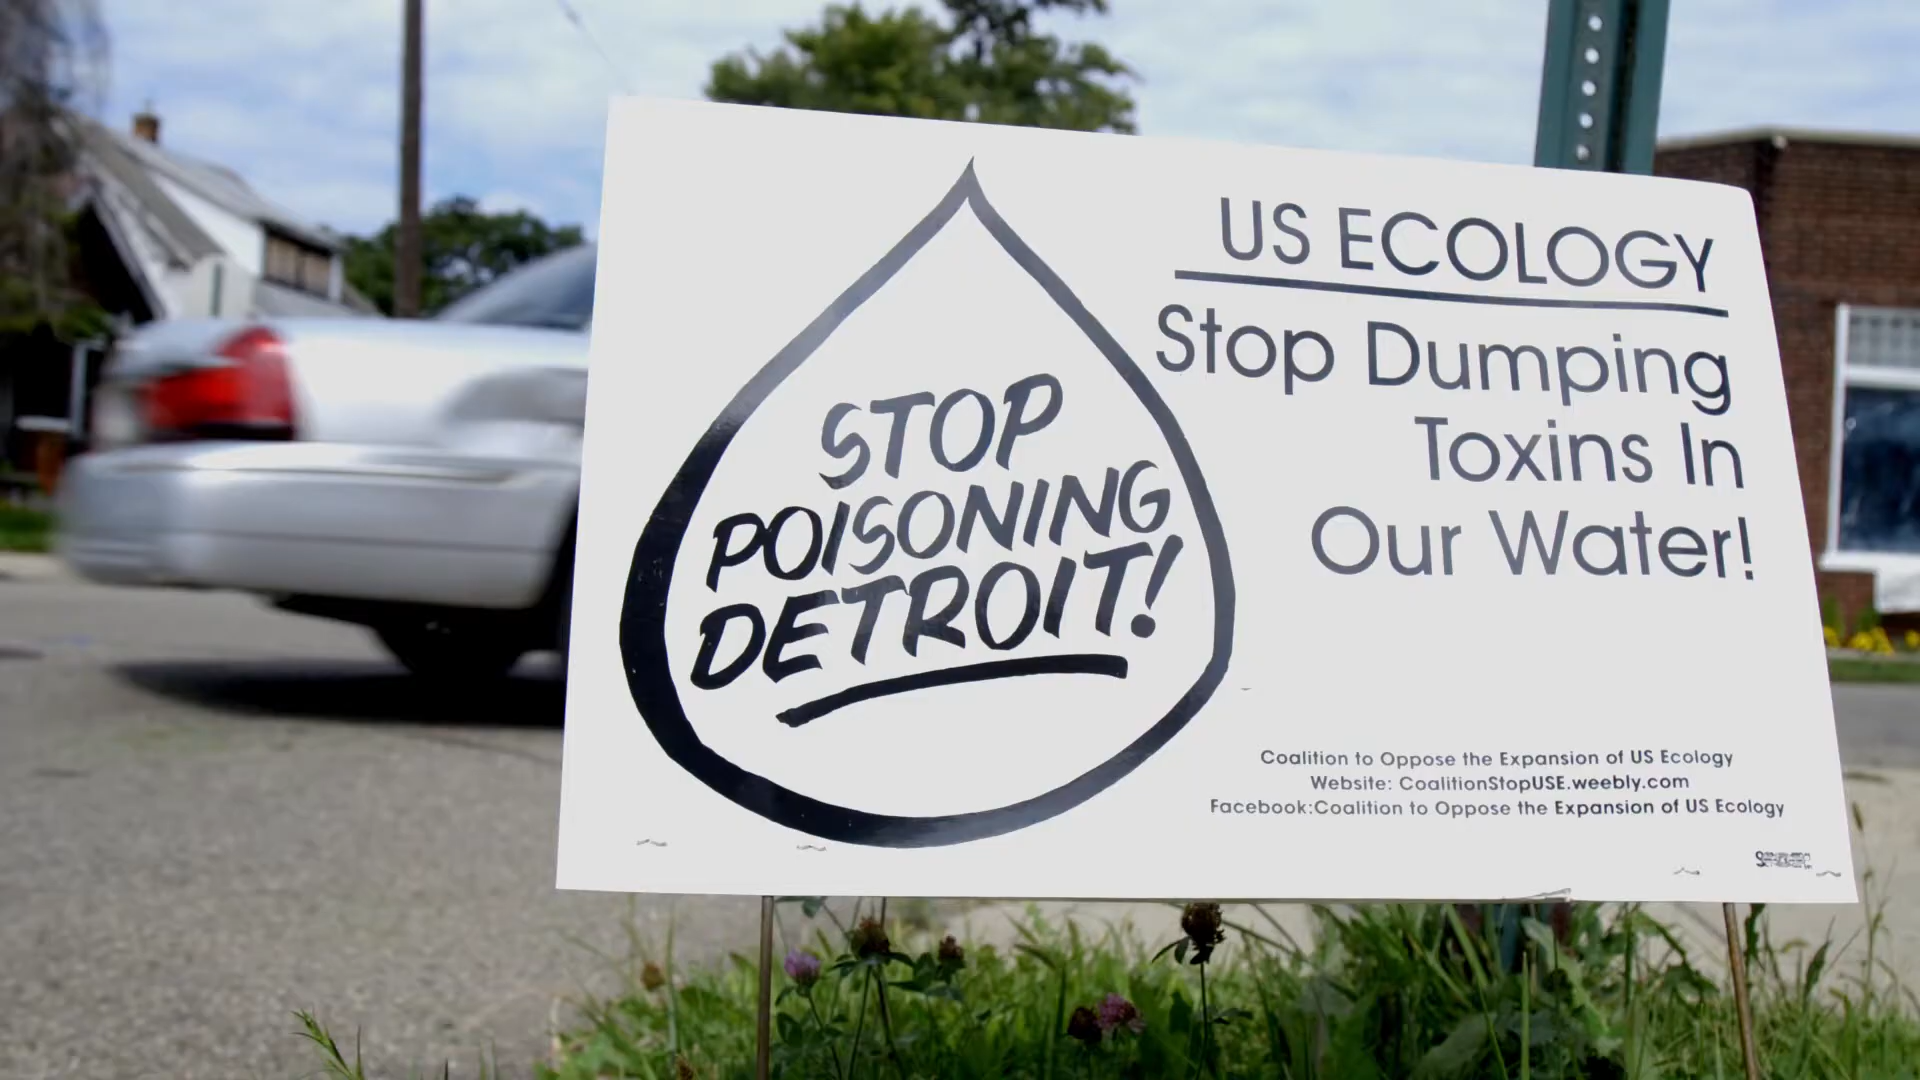 STOP
POISONING
DETROIT!
US ECOLOGY
Stop Dumping
Toxins In
Our Water!
Coalition to Oppose the Expansion of US Ecology
Website: CoalitionStopUSE.weebly.com
Facebook:Coalition to Oppose the Expansion of US Ecology